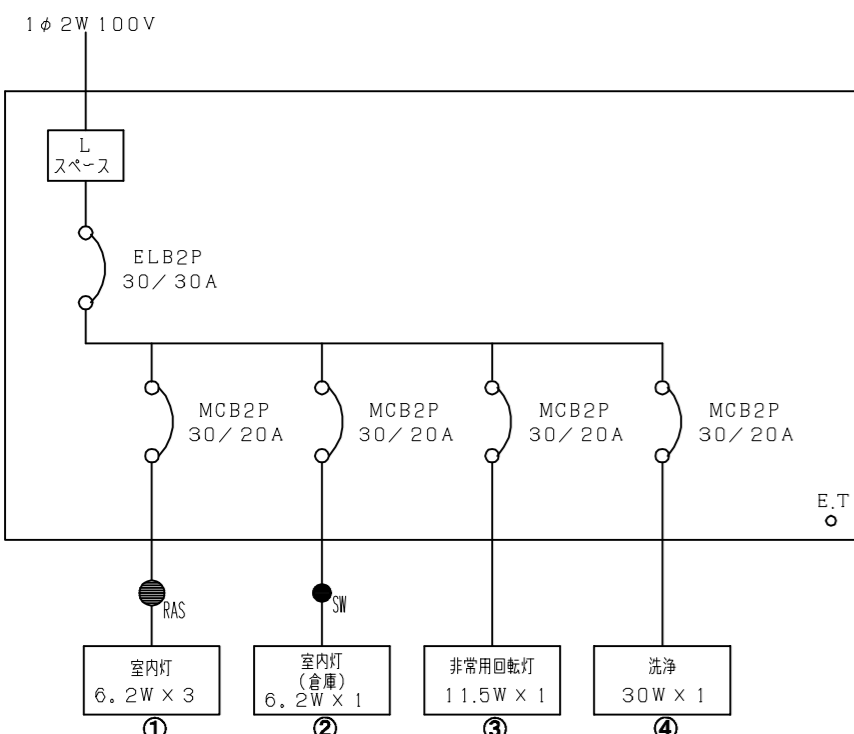 1φ2W 100V
L
スペース
ELB2P
30/30A
MCB2P
30/20A
MCB2P
30/20A
MCB2P
30/20A
MCB2P
30/20A
E.T
RAS
SW
室内灯
6.2W×3
①
室内灯
(倉庫)
6.2W×1
②
非常用回転灯
11.5W×1
③
洗浄
30W×1
④